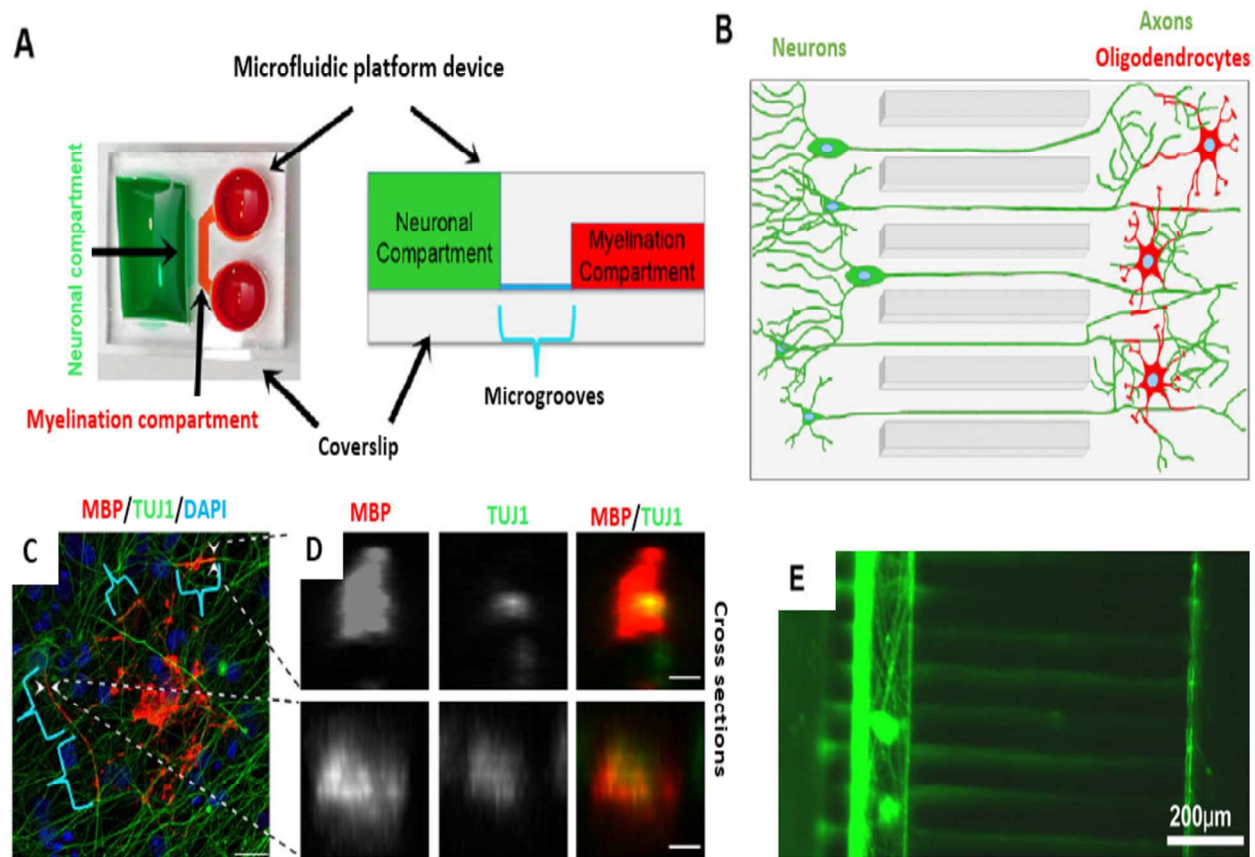 A
Microfluidic platform device
Neuronal compartment
Myelination compartment
Coverslip
Neuronal
Compartment
Myelination
Compartment
Microgrooves
B
Neurons
Axons
Oligodendrocytes
C
MBP/TUJ1/DAPI
D
MBP
TUJ1
MBP/TUJ1
Cross sections
E
200μm